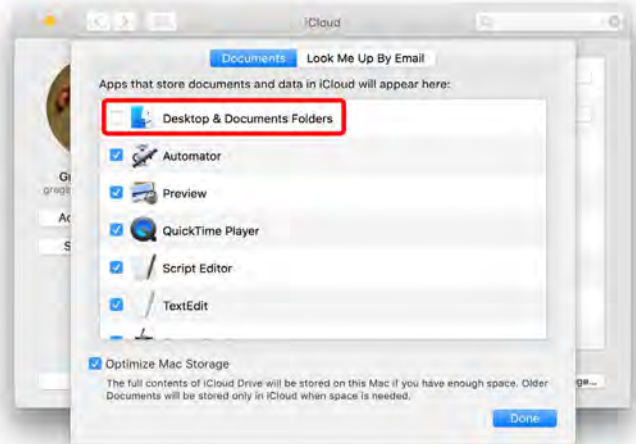 iCloud
Documents
Look Me Up By Email
Apps that store documents and data in iCloud will appear here:
Desktop & Documents Folders
Automator
Preview
QuickTime Player
Script Editor
TextEdit
Optimize Mac Storage
The full contents of iCloud Drive will be stored on this Mac if you have enough space. Older
Documents will be stored only in iCloud when space is needed.
Done